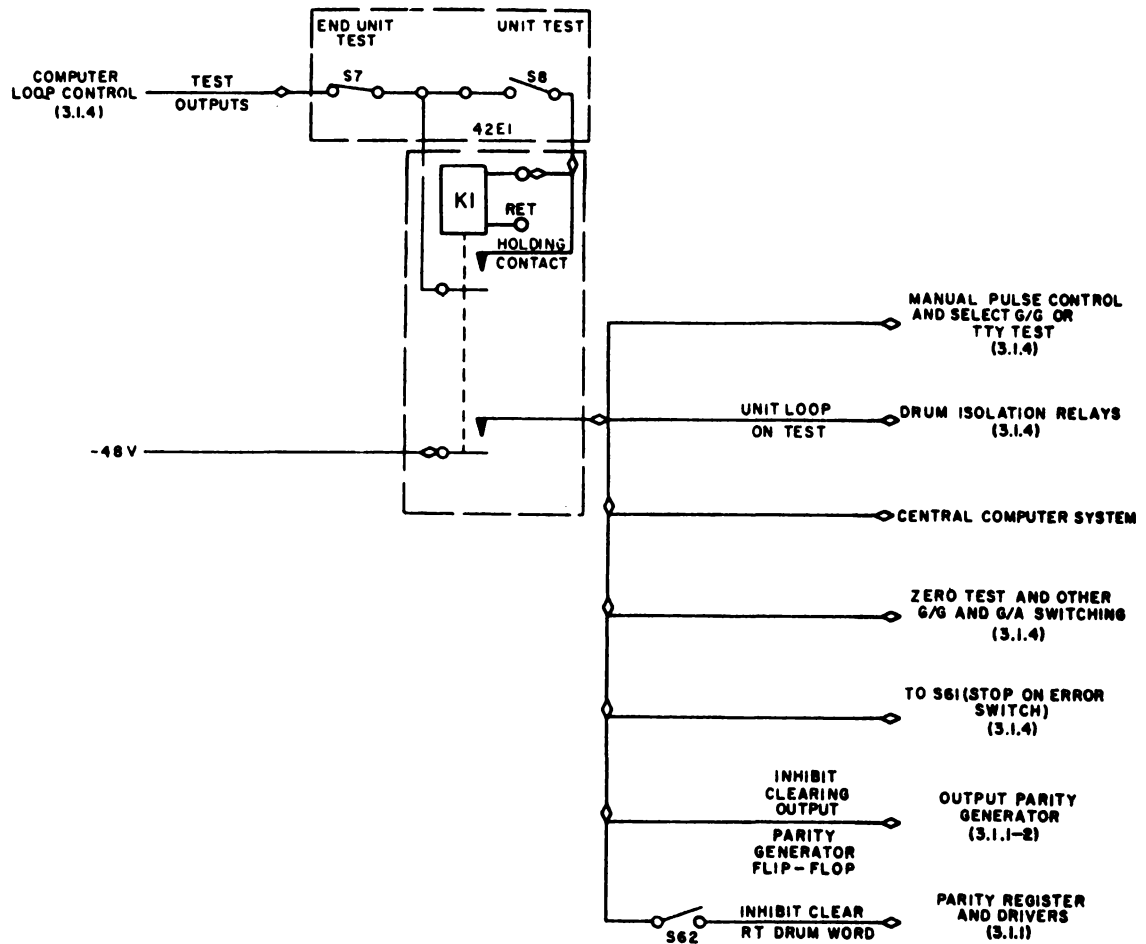 END UNIT
TEST
UNIT TEST
COMPUTER
LOOP CONTROL
(3.1.4)
TEST
OUTPUTS
S7
S8
42E1
K1
RET
HOLDING
CONTACT
MANUAL PULSE CONTROL
AND SELECT G/G OR
TTY TEST
(3.1.4)
UNIT LOOP
ON TEST
DRUM ISOLATION RELAYS
(3.1.4)
-48V
CENTRAL COMPUTER SYSTEM
ZERO TEST AND OTHER
G/G AND G/A SWITCHING
(3.1.4)
TO S61(STOP ON ERROR
SWITCH)
(3.1.4)
INHIBIT
CLEARING
OUTPUT
PARITY
GENERATOR
FLIP-FLOP
OUTPUT PARITY
GENERATOR
(3.1.1-2)
S62
INHIBIT CLEAR
RT DRUM WORD
PARITY REGISTER
AND DRIVERS
(3.1.1)